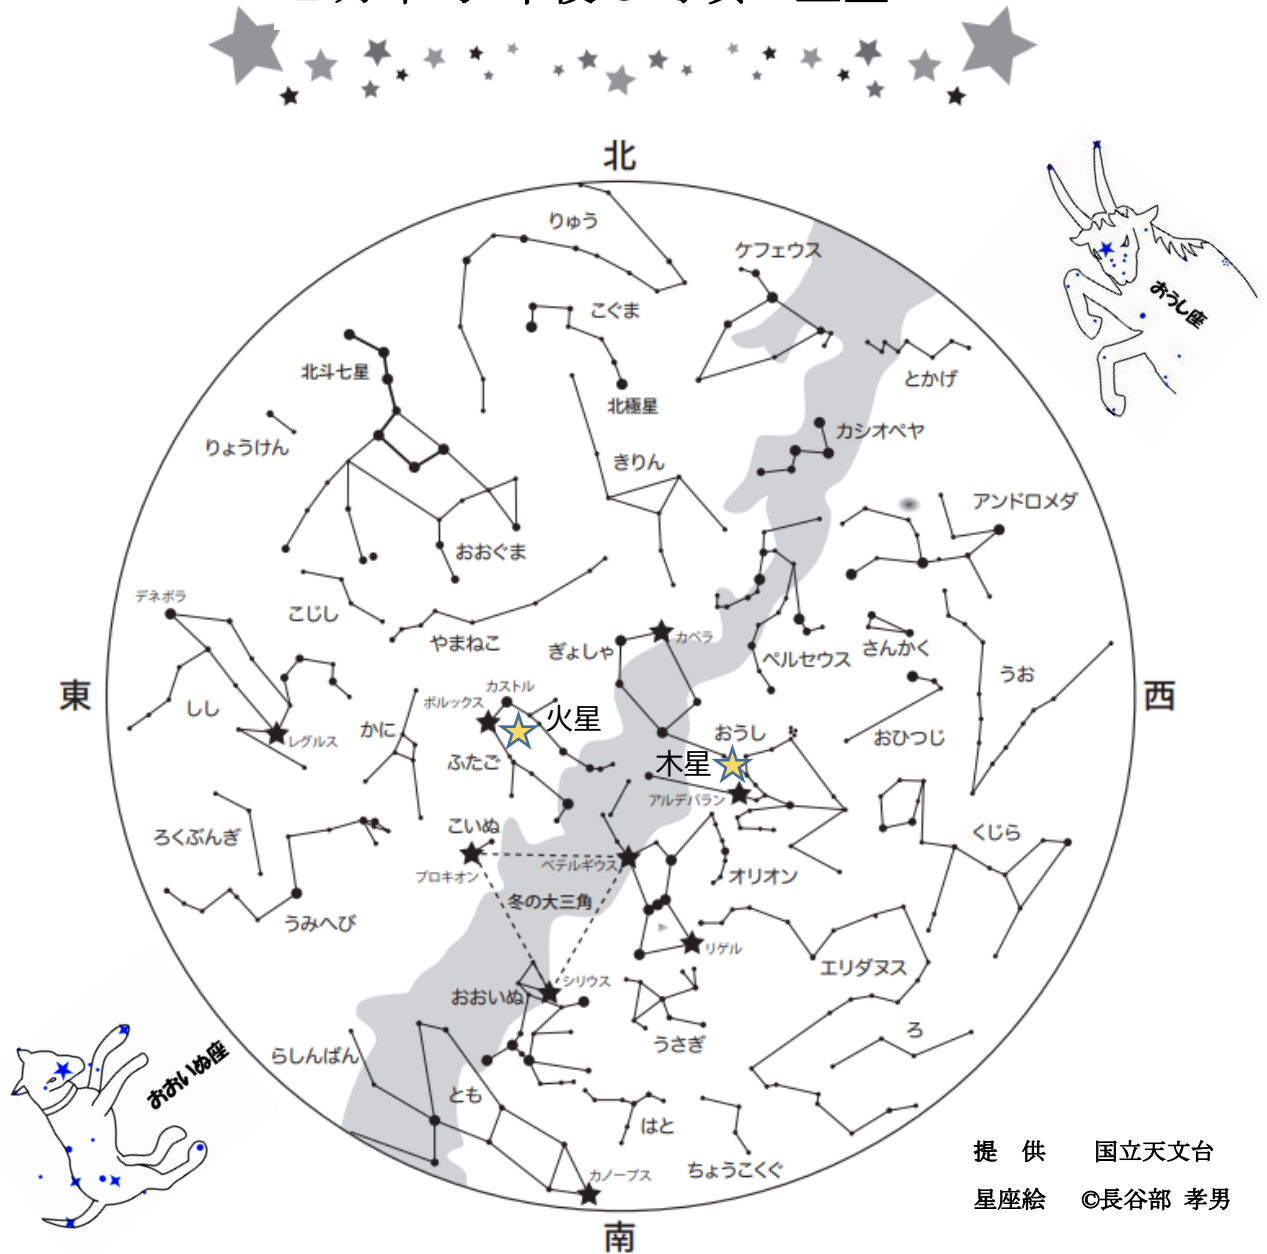 北
りゅう
ケフェウス
こぐま
おうし座
北斗七星
とかげ
北極星
カシオペヤ
りょうけん
きりん
アンドロメダ
おおぐま
デネボラ
こじし
やまねこ
カペラ
ぎょしゃ
ペルセウス
さんかく
うお
東
西
カストル
ポルックス
しし
火星
かに
レグルス
おうし
おひつじ
ふたご
木星
アルデバラン
こいぬ
ろくぶんぎ
くじら
プロキオン
ベテルギウス
オリオン
冬の大三角
うみへび
リゲル
エリダヌス
シリウス
おおいぬ
うさぎ
ろ
らしんばん
おおいぬ座
とも
はと
ちょうこくぐ
カノープス
提 供 国立天文台
星座絵 ©長谷部 孝男
南